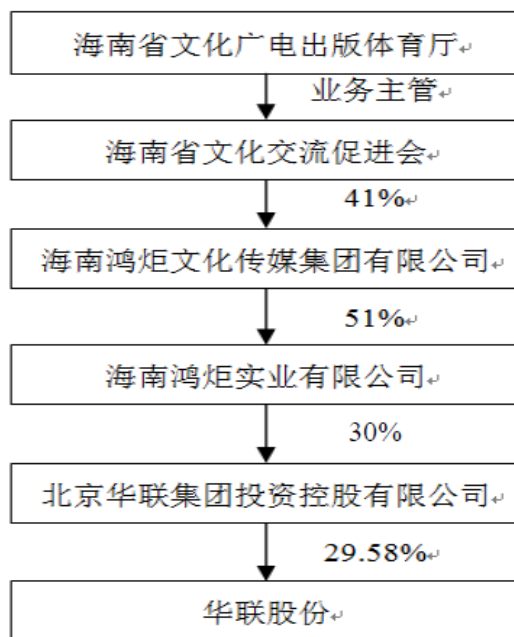 海南省文化广电出版体育厅↵
业务主管↵
海南省文化交流促进会↵
41%↵
海南鸿炬文化传媒集团有限公司↵
51%↵
海南鸿炬实业有限公司↵
30%
北京华联集团投资控股有限公司↵
29.58%↵
华联股份↵